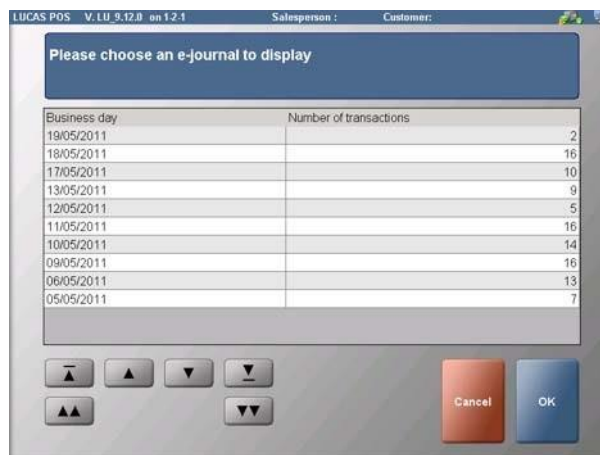 LUCAS POS V. LU_9.12.0 on 1-2-1 Salesperson : Customer:
Please choose an e-journal to display
Business day Number of transactions
19/05/2011 2
18/05/2011 16
17/05/2011 10
13/05/2011 9
12/05/2011 5
11/05/2011 16
10/05/2011 14
09/05/2011 16
06/05/2011 13
05/05/2011 7
Cancel OK